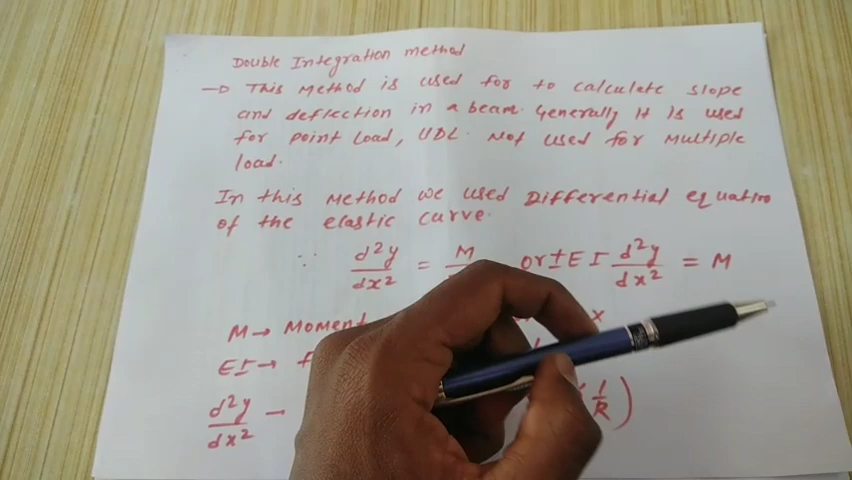 Double Integration method
→ This Method is used for to calculate slope
and deflection in a beam. Generally it is used
for point load, UDL. Not used for Multiple
load.
In this Method we used Differential equation
of the elastic curve.
∵ d²y/dx² = M or ± EI d²y/dx² = M
M → Moment x
EI →
d²y/dx² → (1/R)